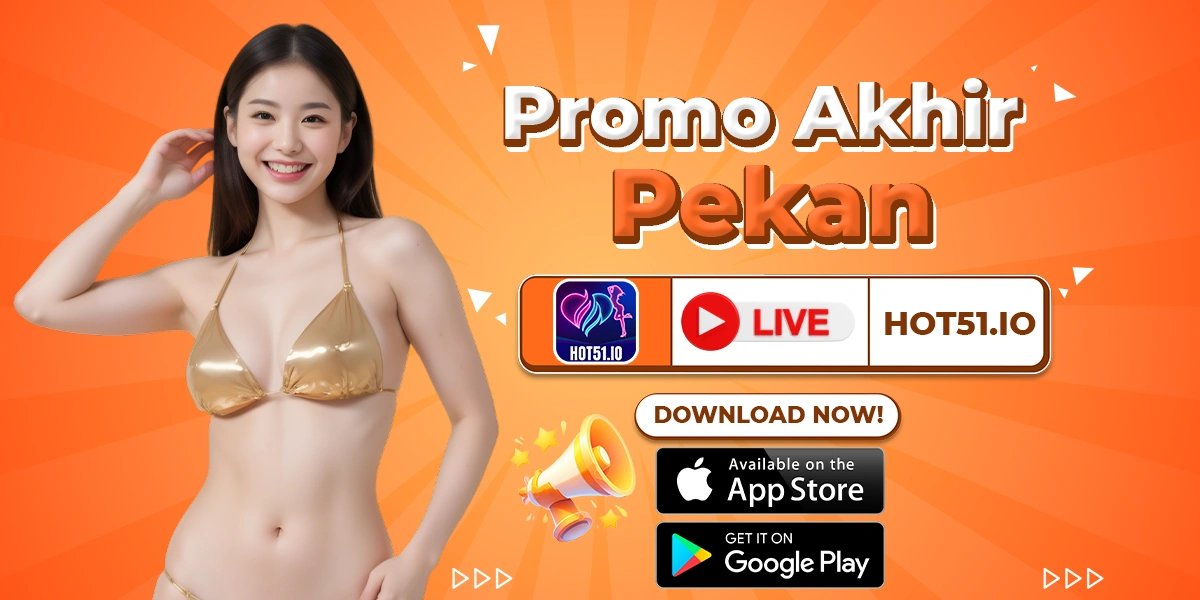 Promo Akhir
Pekan
HOT51.IO
LIVE
HOT51.IO
DOWNLOAD NOW!
Available on the
App Store
GET IT ON
Google Play